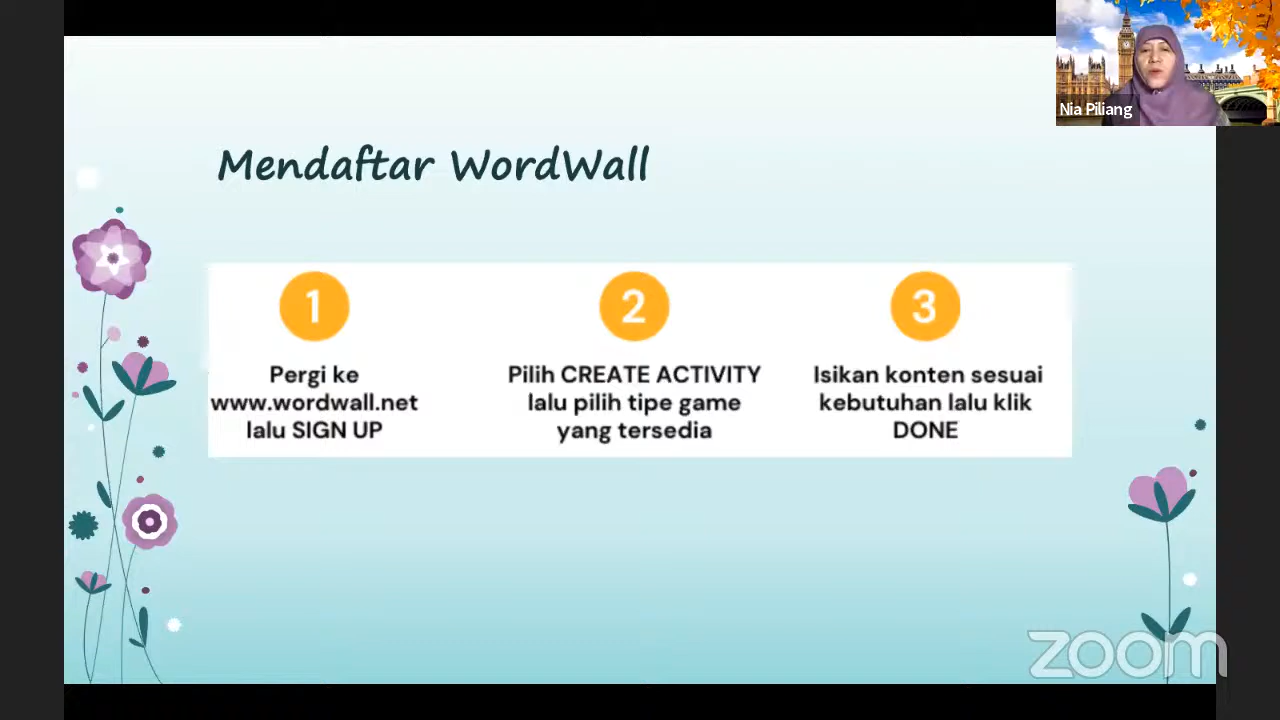 Nia Piliang
Mendaftar WordWall
1
Pergi ke
www.wordwall.net
lalu SIGN UP
2
Pilih CREATE ACTIVITY
lalu pilih tipe game
yang tersedia
3
Isikan konten sesuai
kebutuhan lalu klik
DONE
zoom